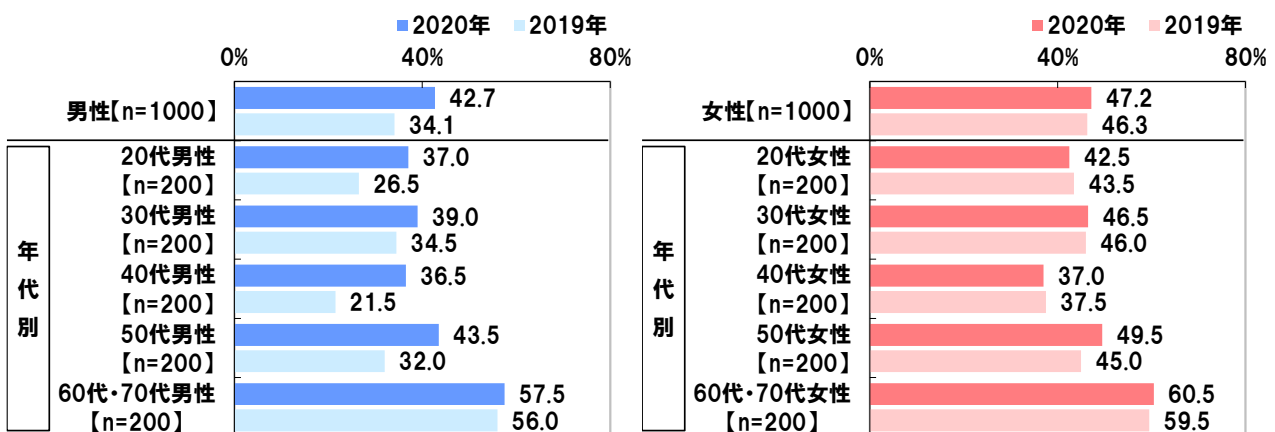 ■2020年 ■2019年
0% 40% 80%
男性【n=1000】 42.7
34.1
年代別
20代男性 37.0
【n=200】 26.5
30代男性 39.0
【n=200】 34.5
40代男性 36.5
【n=200】 21.5
50代男性 43.5
【n=200】 32.0
60代・70代男性 57.5
【n=200】 56.0
■2020年 ■2019年
0% 40% 80%
女性【n=1000】 47.2
46.3
年代別
20代女性 42.5
【n=200】 43.5
30代女性 46.5
【n=200】 46.0
40代女性 37.0
【n=200】 37.5
50代女性 49.5
【n=200】 45.0
60代・70代女性 60.5
【n=200】 59.5